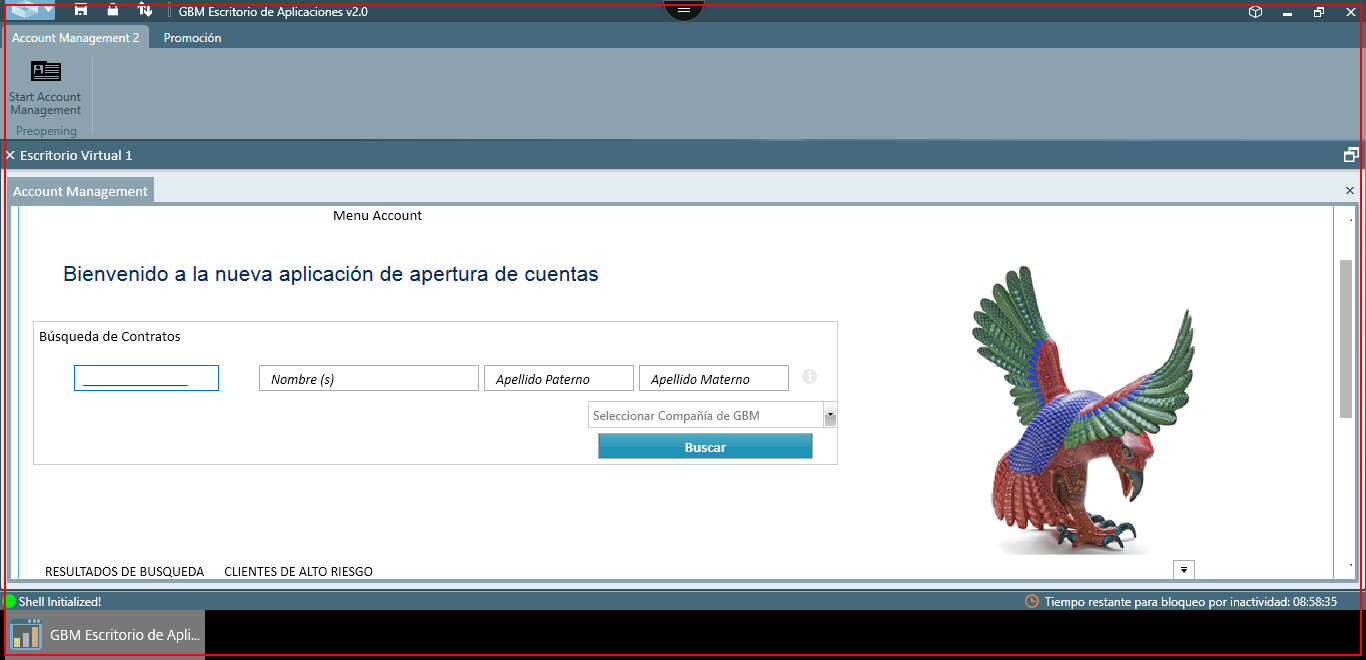 GBM Escritorio de Aplicaciones v2.0
Account Management 2
Promoción
Start Account
Management
Preopening
Escritorio Virtual 1
Account Management
Menu Account
Bienvenido a la nueva aplicación de apertura de cuentas
Búsqueda de Contratos
Nombre (s)
Apellido Paterno
Apellido Materno
Seleccionar Compañía de GBM
Buscar
RESULTADOS DE BUSQUEDA
CLIENTES DE ALTO RIESGO
Shell Initialized!
Tiempo restante para bloqueo por inactividad: 08:58:35
GBM Escritorio de Apli...